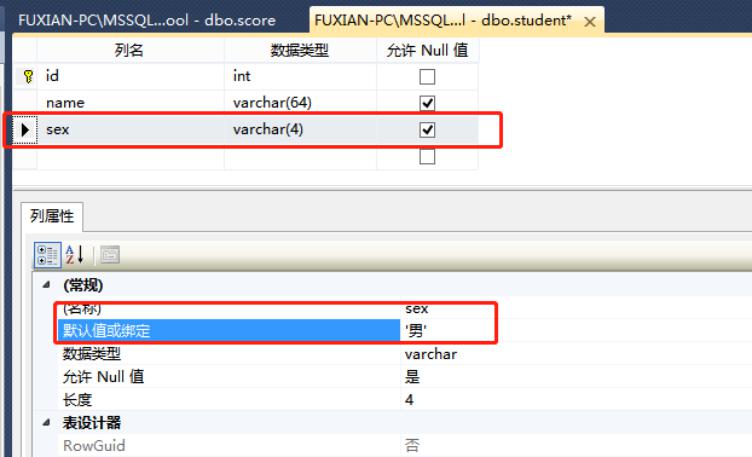 FUXIAN-PC\MSSQL...ool - dbo.score FUXIAN-PC\MSSQL...l - dbo.student* ×
列名 数据类型 允许 Null 值
id int
name varchar(64)
sex varchar(4)
列属性
(常规)
(名称) sex
默认值或绑定 '男'
数据类型 varchar
允许 Null 值 是
长度 4
表设计器
RowGuid 否